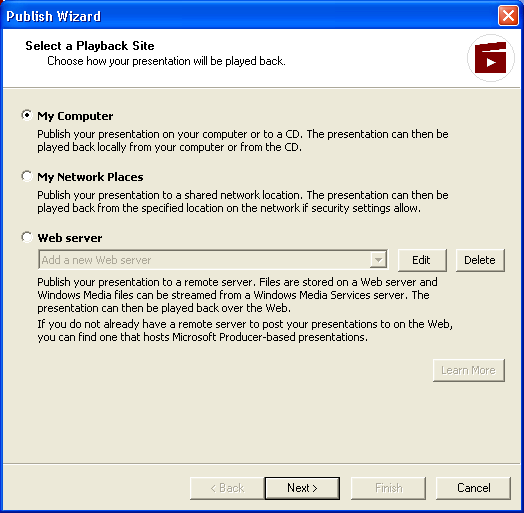 Publish Wizard
Select a Playback Site
Choose how your presentation will be played back.
My Computer
Publish your presentation on your computer or to a CD. The presentation can then be
played back locally from your computer or from the CD.
My Network Places
Publish your presentation to a shared network location. The presentation can then be
played back from the specified location on the network if security settings allow.
Web server
Add a new Web server
Edit
Delete
Publish your presentation to a remote server. Files are stored on a Web server and
Windows Media files can be streamed from a Windows Media Services server. The
presentation can then be played back over the Web.
If you do not already have a remote server to post your presentations to on the Web,
you can find one that hosts Microsoft Producer-based presentations.
Learn More
< Back
Next >
Finish
Cancel